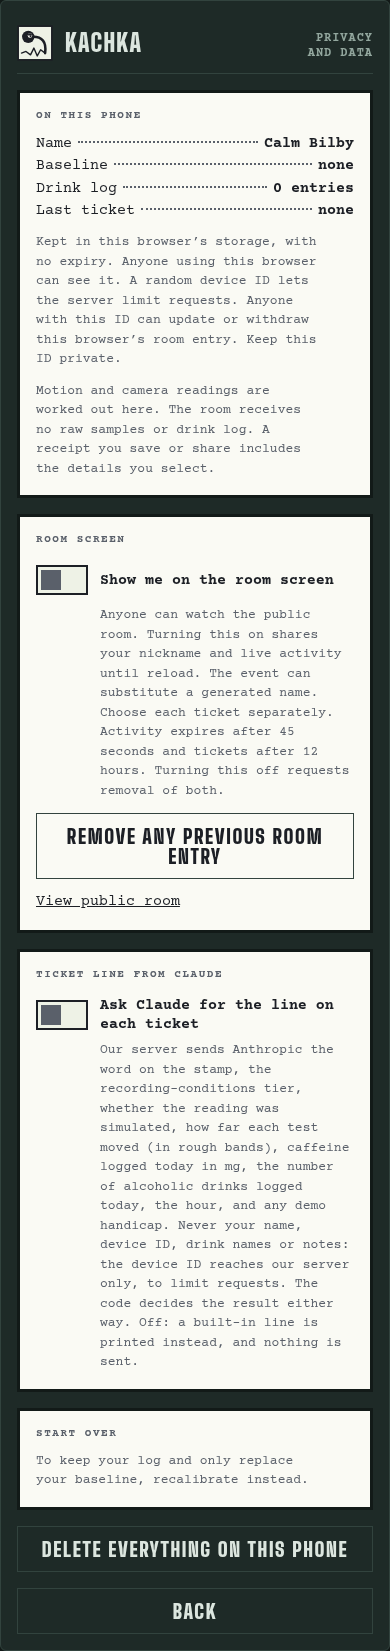 KACHKA
PRIVACY
AND DATA
ON THIS PHONE
Name Calm Bilby
Baseline none
Drink log 0 entries
Last ticket none
Kept in this browser’s storage, with
no expiry. Anyone using this browser
can see it. A random device ID lets
the server limit requests. Anyone
with this ID can update or withdraw
this browser’s room entry. Keep this
ID private.
Motion and camera readings are
worked out here. The room receives
no raw samples or drink log. A
receipt you save or share includes
the details you select.
ROOM SCREEN
Show me on the room screen
Anyone can watch the public
room. Turning this on shares
your nickname and live activity
until reload. The event can
substitute a generated name.
Choose each ticket separately.
Activity expires after 45
seconds and tickets after 12
hours. Turning this off requests
removal of both.
REMOVE ANY PREVIOUS ROOM
ENTRY
View public room
TICKET LINE FROM CLAUDE
Ask Claude for the line on
each ticket
Our server sends Anthropic the
word on the stamp, the
recording-conditions tier,
whether the reading was
simulated, how far each test
moved (in rough bands), caffeine
logged today in mg, the number
of alcoholic drinks logged
today, the hour, and any demo
handicap. Never your name,
device ID, drink names or notes:
the device ID reaches our server
only, to limit requests. The
code decides the result either
way. Off: a built-in line is
printed instead, and nothing is
sent.
START OVER
To keep your log and only replace
your baseline, recalibrate instead.
DELETE EVERYTHING ON THIS PHONE
BACK